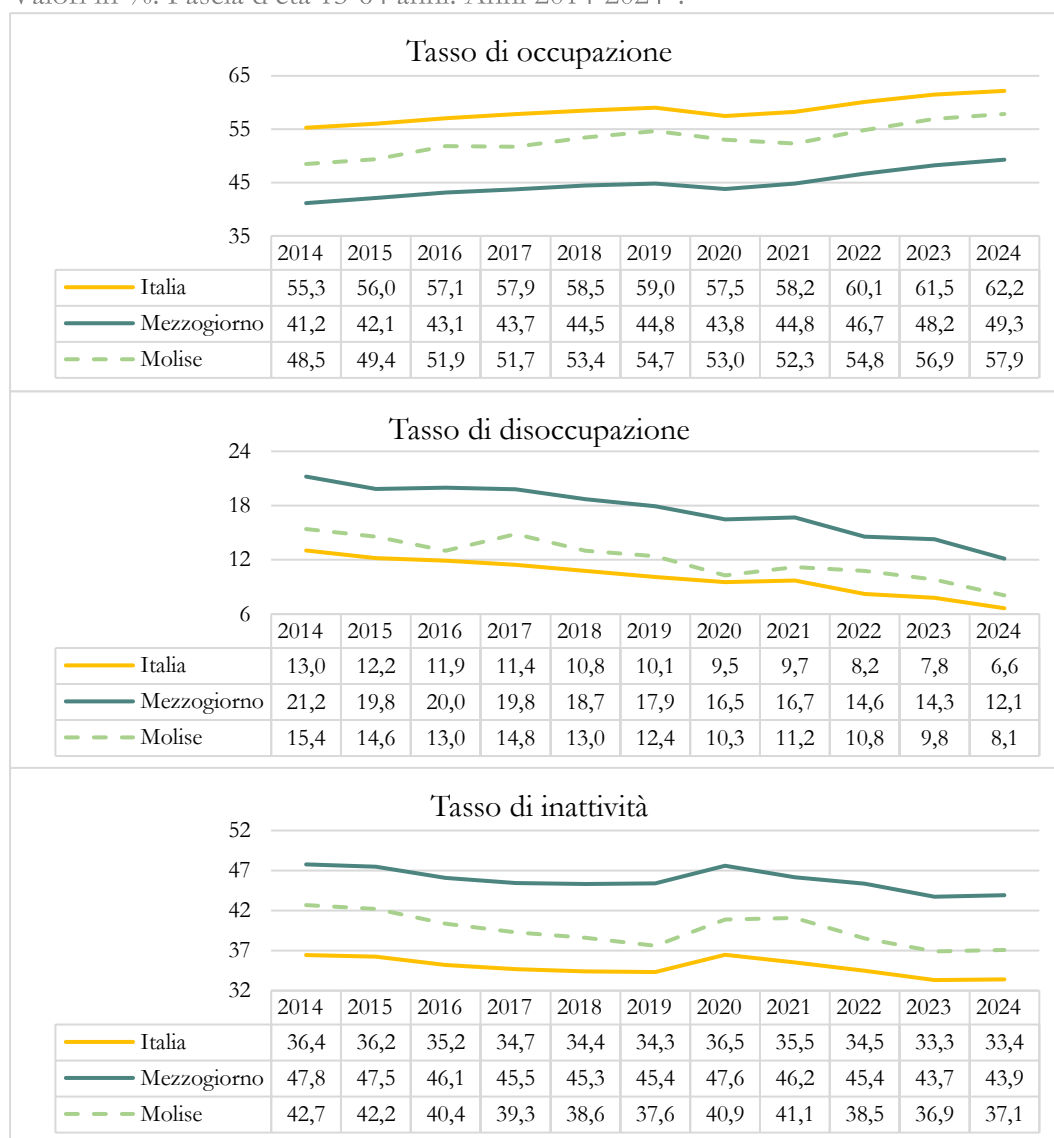 Valori in %. Fascia d'età 15-64 anni. Anni 2014-2024
Tasso di occupazione
65
55
45
35
2014 2015 2016 2017 2018 2019 2020 2021 2022 2023 2024
Italia 55,3 56,0 57,1 57,9 58,5 59,0 57,5 58,2 60,1 61,5 62,2
Mezzogiorno 41,2 42,1 43,1 43,7 44,5 44,8 43,8 44,8 46,7 48,2 49,3
Molise 48,5 49,4 51,9 51,7 53,4 54,7 53,0 52,3 54,8 56,9 57,9
Tasso di disoccupazione
24
18
12
6
2014 2015 2016 2017 2018 2019 2020 2021 2022 2023 2024
Italia 13,0 12,2 11,9 11,4 10,8 10,1 9,5 9,7 8,2 7,8 6,6
Mezzogiorno 21,2 19,8 20,0 19,8 18,7 17,9 16,5 16,7 14,6 14,3 12,1
Molise 15,4 14,6 13,0 14,8 13,0 12,4 10,3 11,2 10,8 9,8 8,1
Tasso di inattività
52
47
42
37
32
2014 2015 2016 2017 2018 2019 2020 2021 2022 2023 2024
Italia 36,4 36,2 35,2 34,7 34,4 34,3 36,5 35,5 34,5 33,3 33,4
Mezzogiorno 47,8 47,5 46,1 45,5 45,3 45,4 47,6 46,2 45,4 43,7 43,9
Molise 42,7 42,2 40,4 39,3 38,6 37,6 40,9 41,1 38,5 36,9 37,1